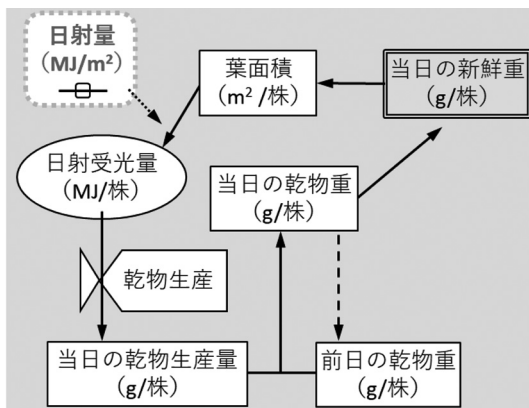 日射量
（MJ/m²）
葉面積
（m²/株）
当日の新鮮重
（g/株）
日射受光量
（MJ/株）
当日の乾物重
（g/株）
乾物生産
当日の乾物生産量
（g/株）
前日の乾物重
（g/株）